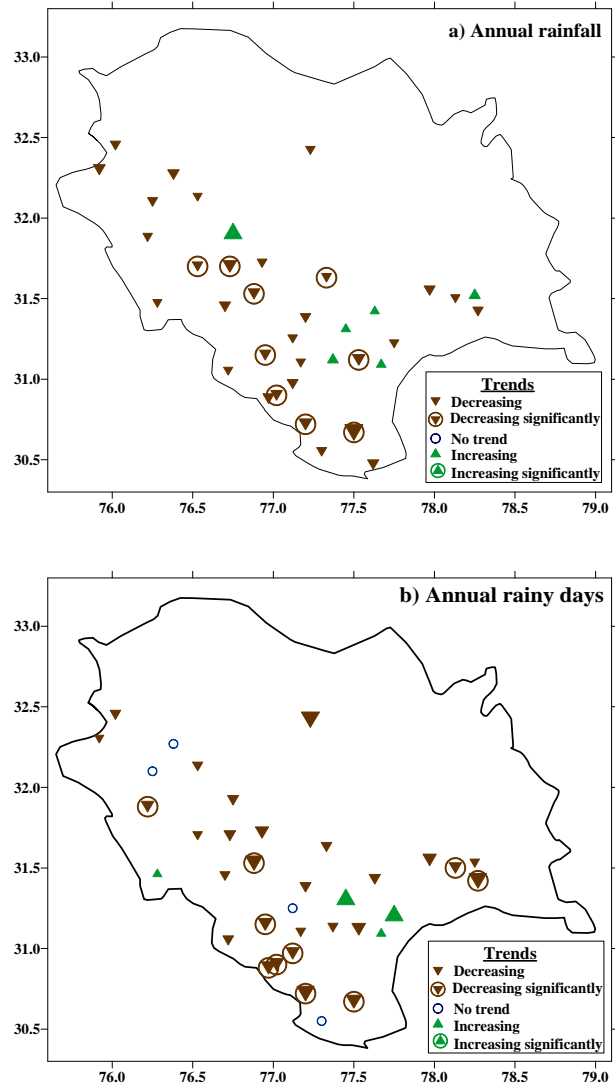 a) Annual rainfall
33.0
32.5
32.0
31.5
31.0
30.5
Trends
Decreasing
Decreasing significantly
No trend
Increasing
Increasing significantly
76.0 76.5 77.0 77.5 78.0 78.5 79.0
b) Annual rainy days
33.0
32.5
32.0
31.5
31.0
30.5
Trends
Decreasing
Decreasing significantly
No trend
Increasing
Increasing significantly
76.0 76.5 77.0 77.5 78.0 78.5 79.0